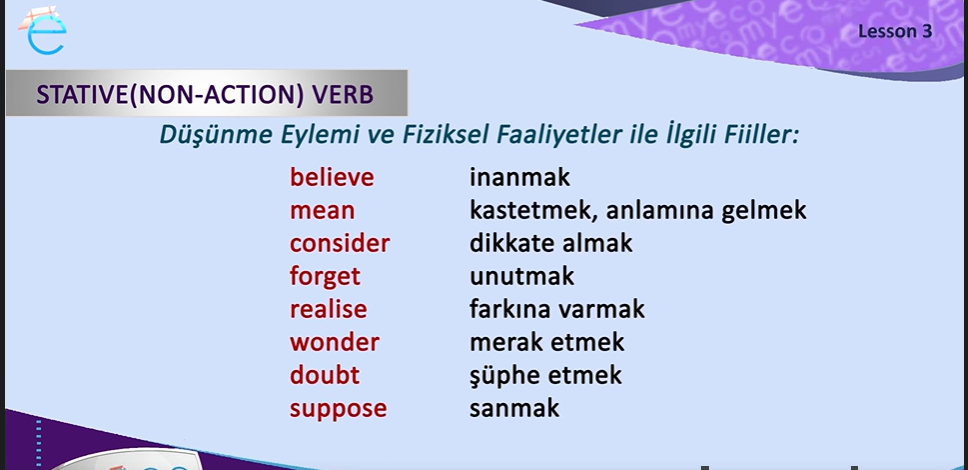 Lesson 3
STATIVE(NON-ACTION) VERB
Düşünme Eylemi ve Fiziksel Faaliyetler ile İlgili Fiiller:
believe inanmak
mean kastetmek, anlamına gelmek
consider dikkate almak
forget unutmak
realise farkına varmak
wonder merak etmek
doubt şüphe etmek
suppose sanmak